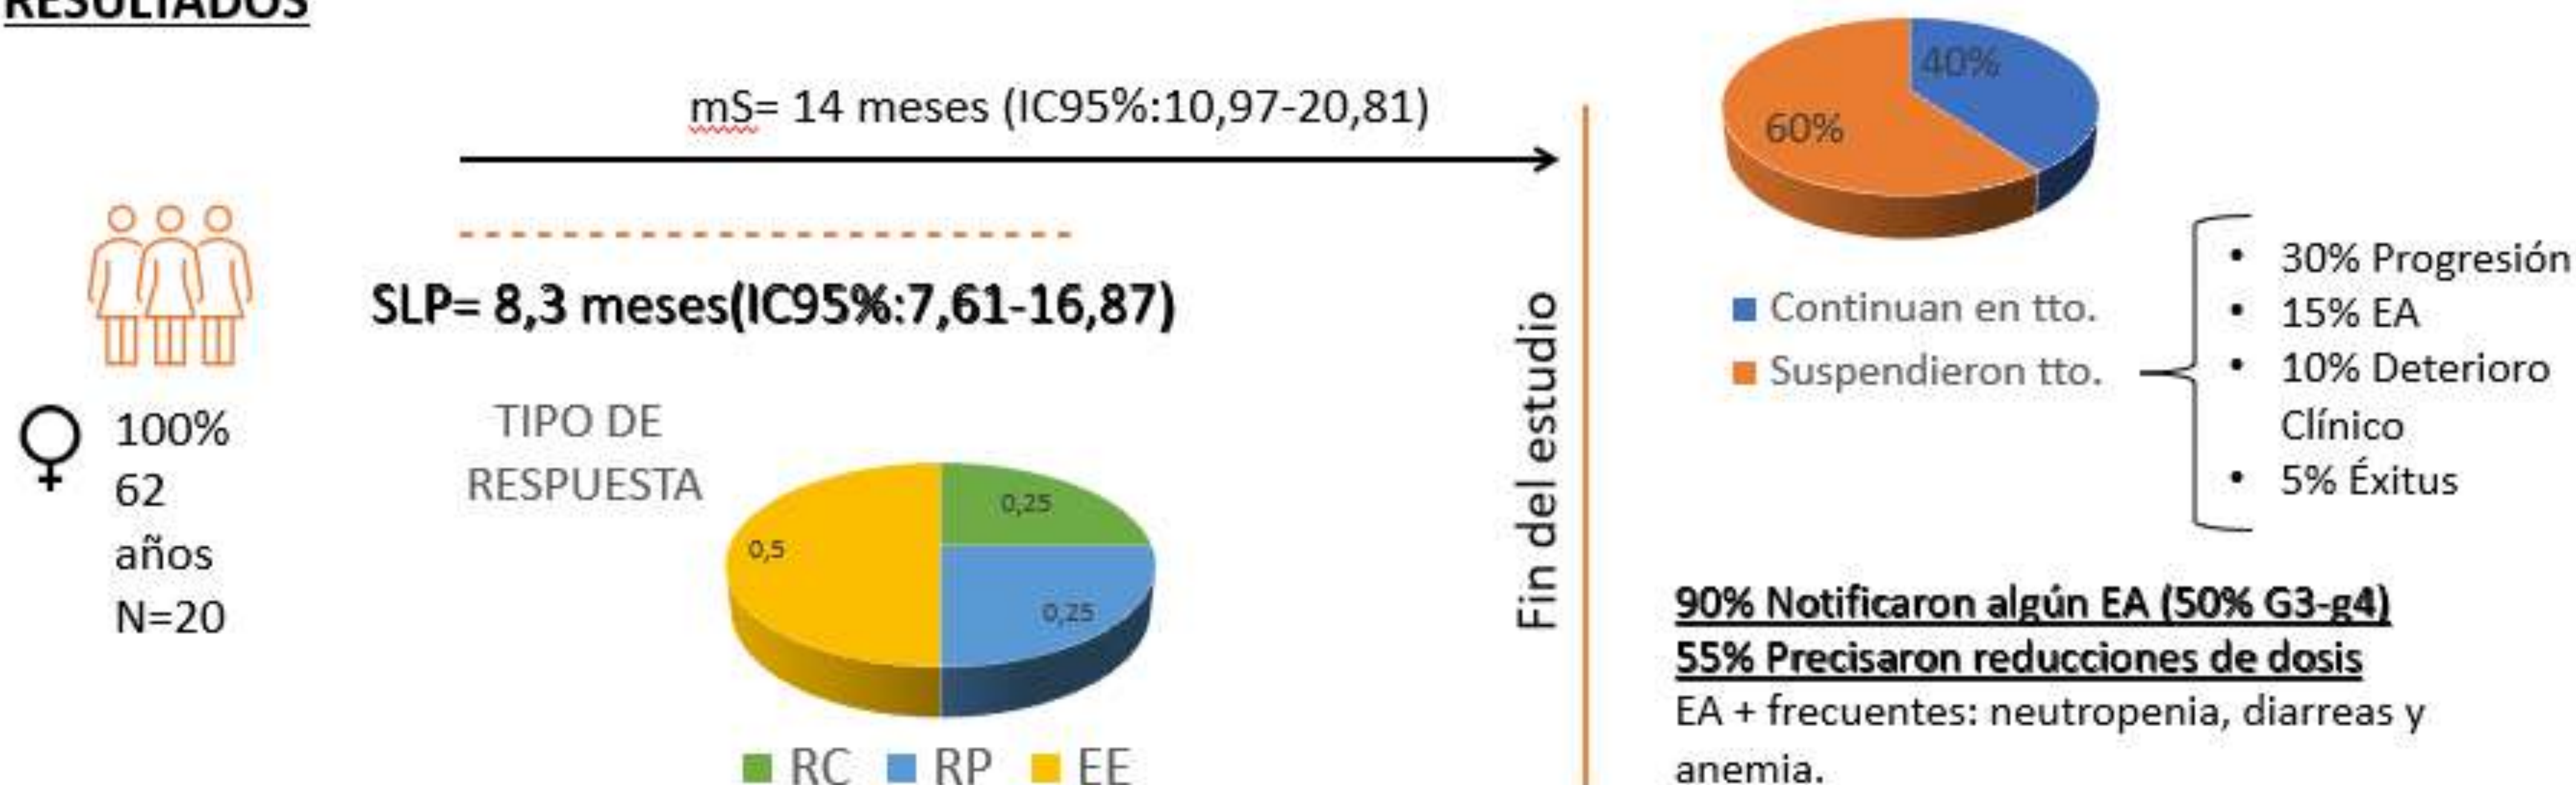 RESULTADOS
mS= 14 meses (IC95%:10,97-20,81)
SLP= 8,3 meses(IC95%:7,61-16,87)
100%
62
años
N=20
TIPO DE
RESPUESTA
0,25
0,5
0,25
RC RP EE
Fin del estudio
40%
60%
Continuan en tto.
Suspendieron tto.
• 30% Progresión
• 15% EA
• 10% Deterioro
Clínico
• 5% Éxitus
90% Notificaron algún EA (50% G3-g4)
55% Precisaron reducciones de dosis
EA + frecuentes: neutropenia, diarreas y
anemia.